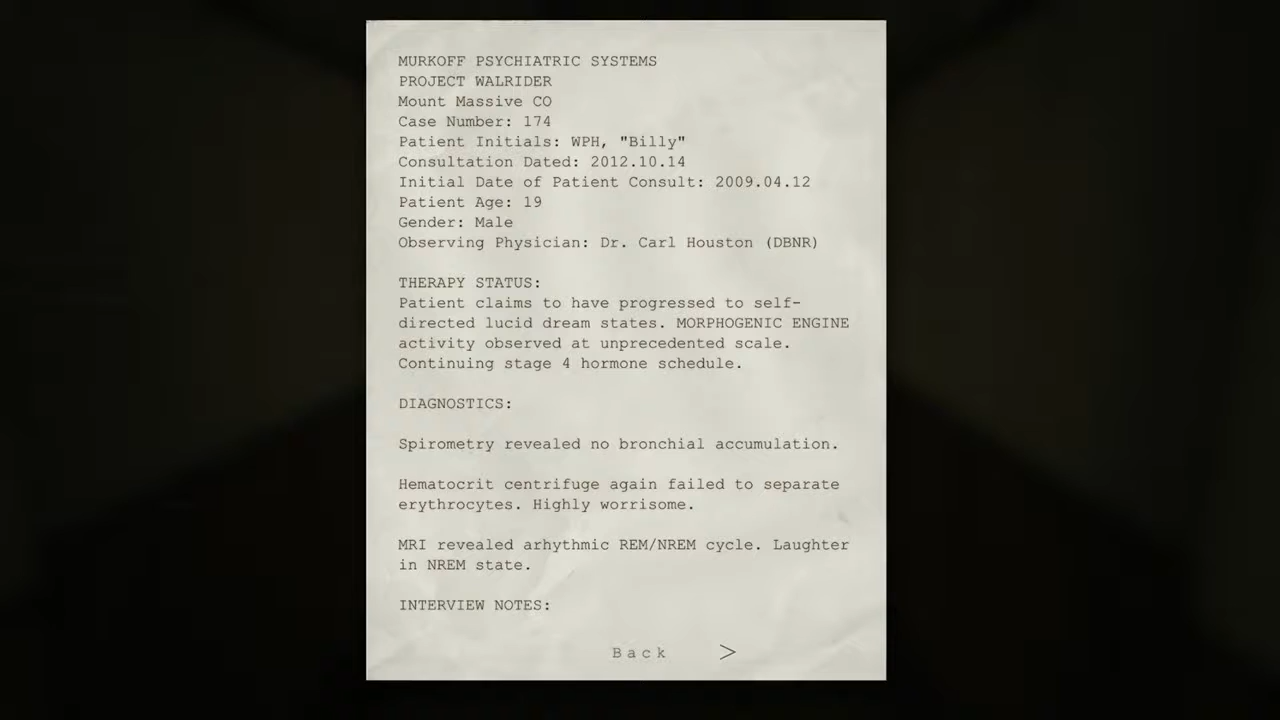 MURKOFF PSYCHIATRIC SYSTEMS
PROJECT WALRIDER
Mount Massive CO
Case Number: 174
Patient Initials: WPH, "Billy"
Consultation Dated: 2012.10.14
Initial Date of Patient Consult: 2009.04.12
Patient Age: 19
Gender: Male
Observing Physician: Dr. Carl Houston (DBNR)
THERAPY STATUS:
Patient claims to have progressed to self-
directed lucid dream states. MORPHOGENIC ENGINE
activity observed at unprecedented scale.
Continuing stage 4 hormone schedule.
DIAGNOSTICS:
Spirometry revealed no bronchial accumulation.
Hematocrit centrifuge again failed to separate
erythrocytes. Highly worrisome.
MRI revealed arhythmic REM/NREM cycle. Laughter
in NREM state.
INTERVIEW NOTES:
Back >